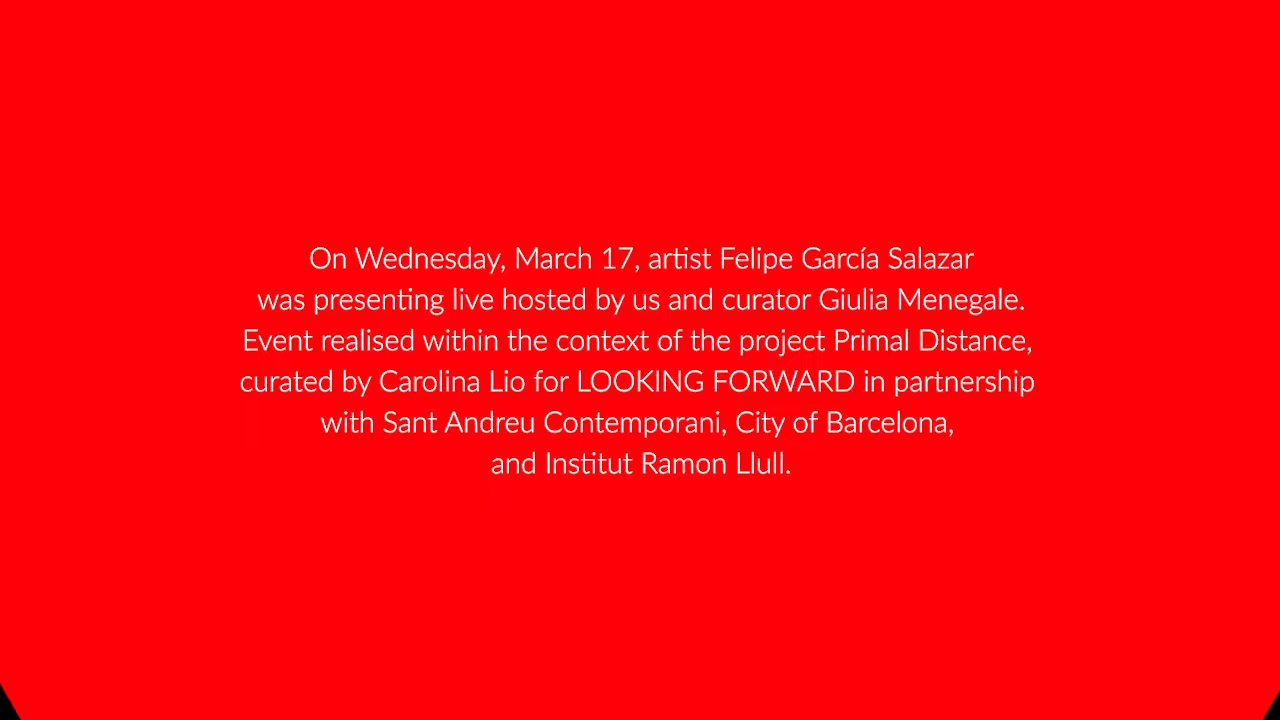 On Wednesday, March 17, artist Felipe García Salazar
was presenting live hosted by us and curator Giulia Menegale.
Event realised within the context of the project Primal Distance,
curated by Carolina Lio for LOOKING FORWARD in partnership
with Sant Andreu Contemporani, City of Barcelona,
and Institut Ramon Llull.